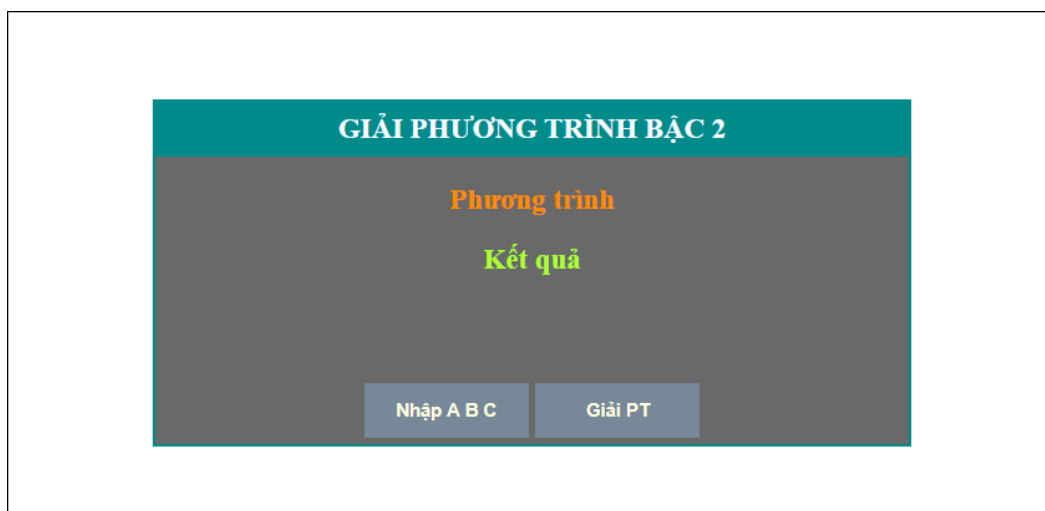 GIẢI PHƯƠNG TRÌNH BẬC 2
Phương trình
Kết quả
Nhập A B C Giải PT